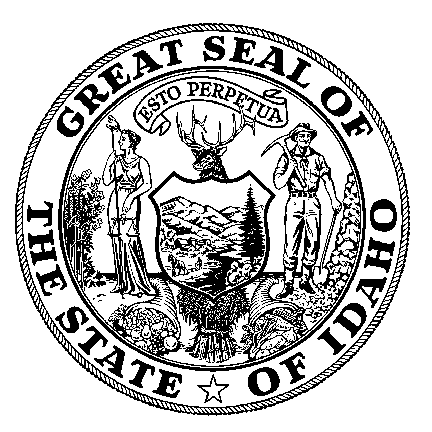 GREAT SEAL OF
THE STATE ☆ OF IDAHO
ESTO PERPETUA